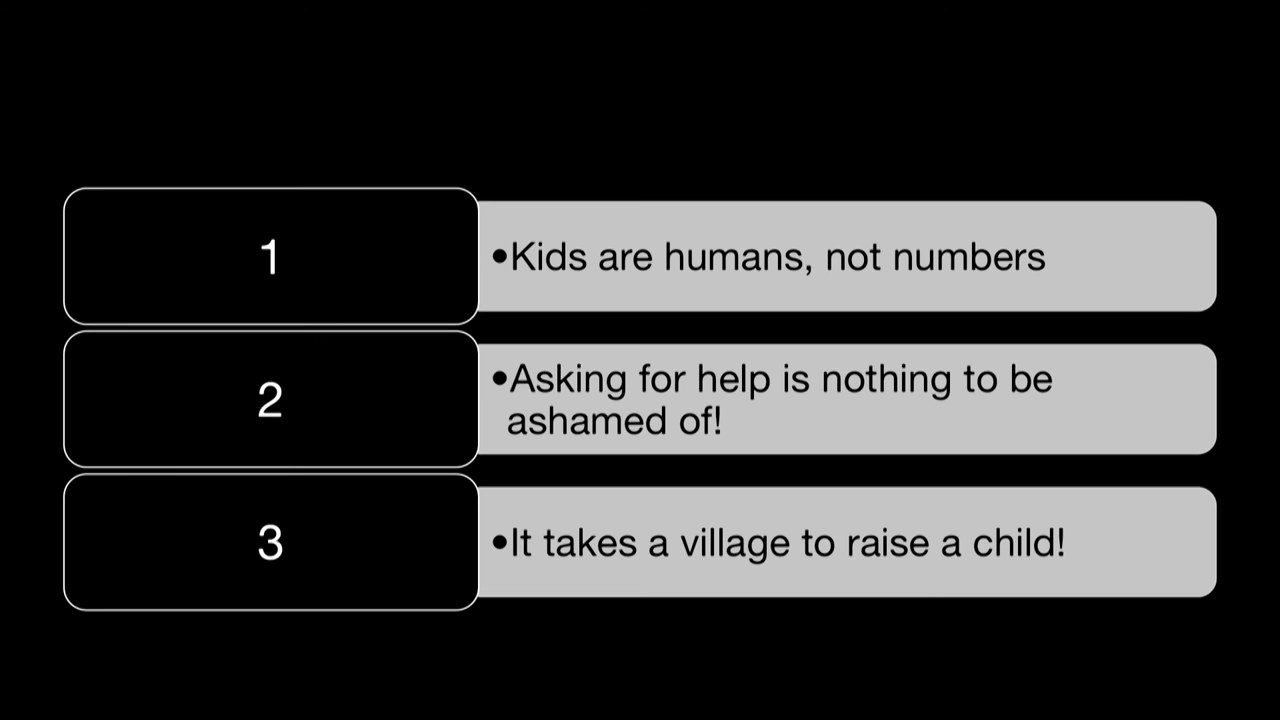 1
•Kids are humans, not numbers
2
•Asking for help is nothing to be
ashamed of!
3
•It takes a village to raise a child!